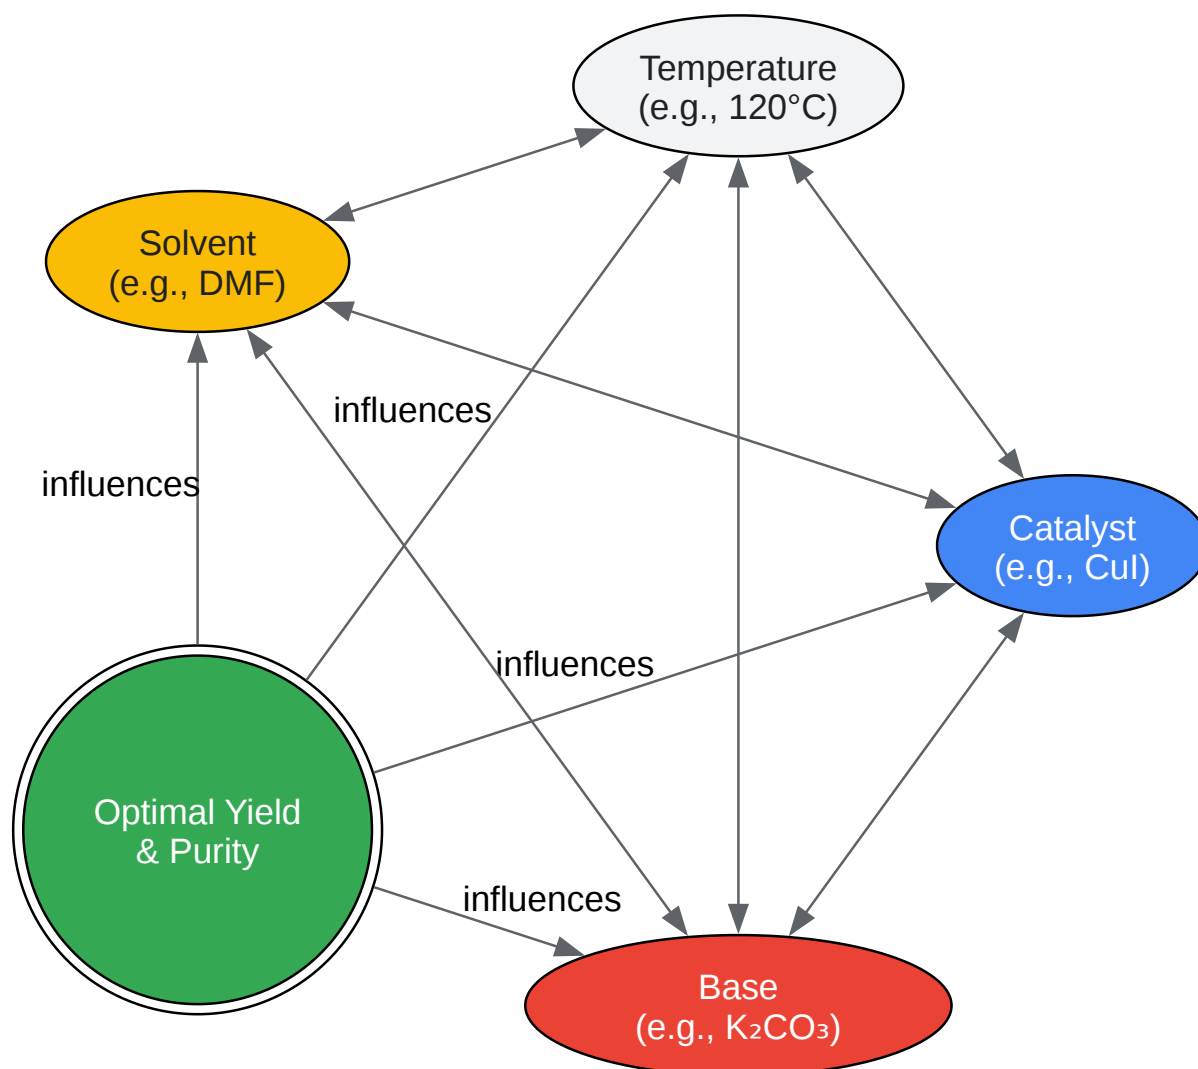 Temperature
(e.g., 120°C)
Solvent
(e.g., DMF)
influences
influences
Catalyst
(e.g., CuI)
influences
Optimal Yield
& Purity
influences
Base
(e.g., K₂CO₃)